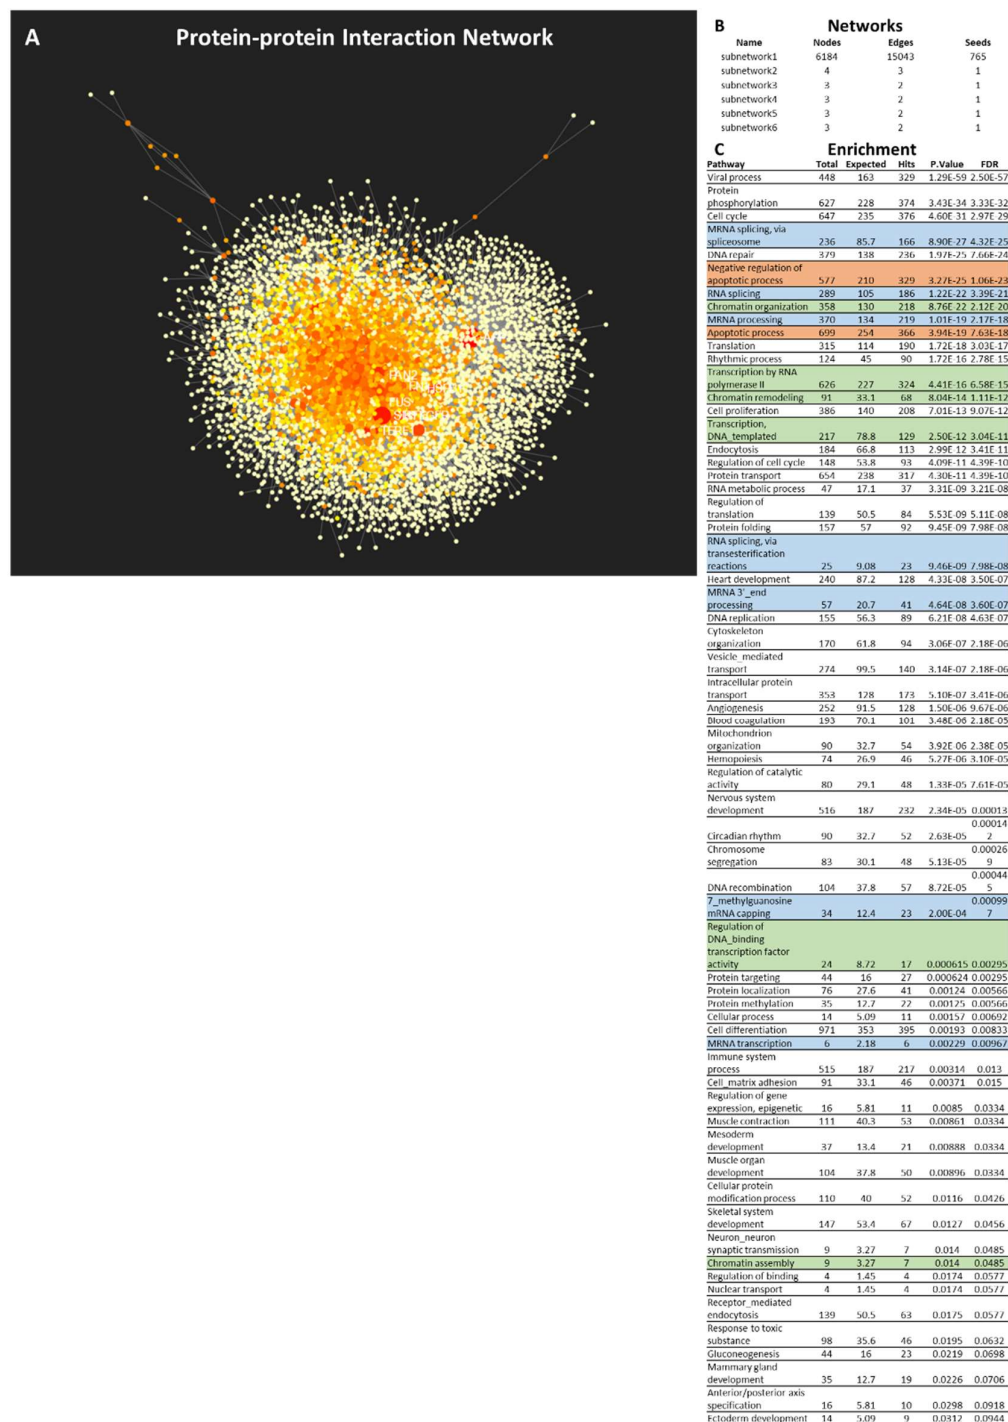 A Protein-protein Interaction Network
PAN2
FUS
B Networks
Name Nodes Edges Seeds
subnetwork1 6184 15043 765
subnetwork2 4 3 1
subnetwork3 3 2 1
subnetwork4 3 2 1
subnetwork5 3 2 1
subnetwork6 3 2 1
C Enrichment
Pathway Total Expected Hits P.Value FDR
Viral process 448 163 329 1.29E-59 2.50E-57
Protein
phosphorylation 627 228 374 3.43E-34 3.33E-32
Cell cycle 647 235 376 4.60E 31 2.97E 29
MRNA splicing, via
spliceosome 236 85.7 166 8.90E-27 4.32E-25
DNA repair 379 138 236 1.97E-25 7.66E-24
Negative regulation of
apoptotic process 577 210 329 3.27E-25 1.06E-23
RNA splicing 289 105 186 1.22E-22 3.39E-21
Chromatin organization 358 130 218 8.76E 22 2.12E 20
MRNA processing 370 134 219 1.01E-19 2.17E-18
Apoptotic process 699 254 366 3.94E-19 7.63E-18
Translation 315 114 190 1.72E-18 3.03E-17
Rhythmic process 124 45 90 1.72E-16 2.78E-15
Transcription by RNA
polymerase II 626 227 324 4.41E-16 6.58E-15
Chromatin remodeling 91 33.1 68 8.04E-14 1.11E-12
Cell proliferation 386 140 208 7.01E-13 9.07E-12
Transcription,
DNA_templated 217 78.8 129 2.50E-12 3.04E-11
Endocytosis 184 66.8 113 2.99E 12 3.41E 11
Regulation of cell cycle 148 53.8 93 4.09E-11 4.39E-10
Protein transport 654 238 317 4.30E-11 4.39E-10
RNA metabolic process 47 17.1 37 3.31E-09 3.21E-08
Regulation of
translation 139 50.5 84 5.53E-09 5.11E-08
Protein folding 157 57 92 9.45E-09 7.98E-08
RNA splicing, via
transesterification
reactions 25 9.08 23 9.46E-09 7.98E-08
Heart development 240 87.2 128 4.33E-08 3.50E-07
MRNA 3'_end
processing 57 20.7 41 4.64E-08 3.60E-07
DNA replication 155 56.3 89 6.21E-08 4.63E-07
Cytoskeleton
organization 170 61.8 94 3.06E-07 2.18E-06
Vesicle_mediated
transport 274 99.5 140 3.14E-07 2.18E-06
Intracellular protein
transport 353 128 173 5.10E-07 3.41E-06
Angiogenesis 252 91.5 128 1.50E-06 9.67E-06
Blood coagulation 193 70.1 101 3.48E-06 2.18E-05
Mitochondrion
organization 90 32.7 54 3.92E-06 2.38E-05
Hemopoiesis 74 26.9 46 5.27E-06 3.10E-05
Regulation of catalytic
activity 80 29.1 48 1.33E-05 7.61E-05
Nervous system
development 516 187 232 2.34E-05 0.00013
0.00014
Circadian rhythm 90 32.7 52 2.63E-05 2
Chromosome 0.00026
segregation 83 30.1 48 5.13E-05 9
0.00044
DNA recombination 104 37.8 57 8.72E-05 5
7_methylguanosine 0.00099
mRNA capping 34 12.4 23 2.00E-04 7
Regulation of
DNA_binding
transcription factor
activity 24 8.72 17 0.000615 0.00295
Protein targeting 44 16 27 0.000624 0.00295
Protein localization 76 27.6 41 0.00124 0.00566
Protein methylation 35 12.7 22 0.00125 0.00566
Cellular process 14 5.09 11 0.00157 0.00692
Cell differentiation 971 353 395 0.00193 0.00833
MRNA transcription 6 2.18 6 0.00229 0.00967
Immune system
process 515 187 217 0.00314 0.013
Cell_matrix adhesion 91 33.1 46 0.00371 0.015
Regulation of gene
expression, epigenetic 16 5.81 11 0.0085 0.0334
Muscle contraction 111 40.3 53 0.00861 0.0334
Mesoderm
development 37 13.4 21 0.00888 0.0334
Muscle organ
development 104 37.8 50 0.00896 0.0334
Cellular protein
modification process 110 40 52 0.0116 0.0426
Skeletal system
development 147 53.4 67 0.0127 0.0456
Neuron_neuron
synaptic transmission 9 3.27 7 0.014 0.0485
Chromatin assembly 9 3.27 7 0.014 0.0485
Regulation of binding 4 1.45 4 0.0174 0.0577
Nuclear transport 4 1.45 4 0.0174 0.0577
Receptor_mediated
endocytosis 139 50.5 63 0.0175 0.0577
Response to toxic
substance 98 35.6 46 0.0195 0.0632
Gluconeogenesis 44 16 23 0.0219 0.0698
Mammary gland
development 35 12.7 19 0.0226 0.0706
Anterior/posterior axis
specification 16 5.81 10 0.0298 0.0918
Ectoderm development 14 5.09 9 0.0312 0.0944